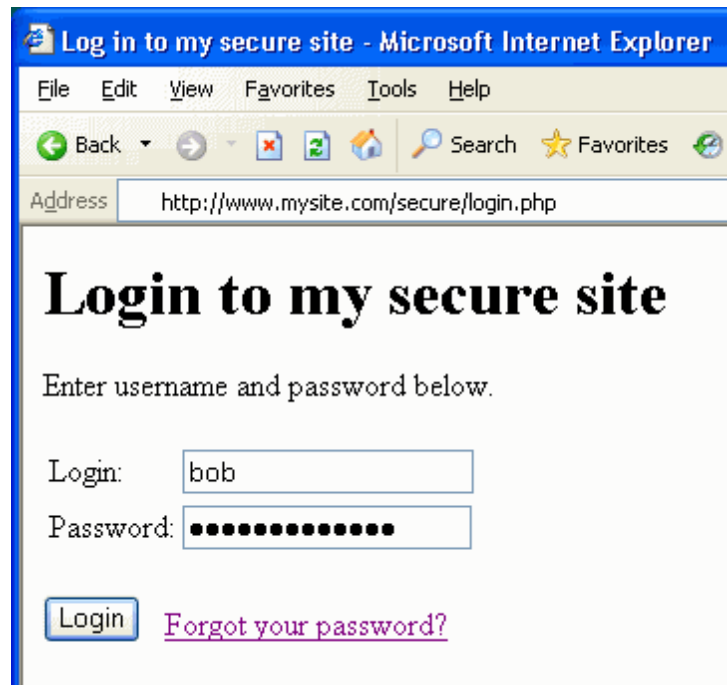 Log in to my secure site - Microsoft Internet Explorer
File Edit View Favorites Tools Help
Back Search Favorites
Address http://www.mysite.com/secure/login.php
Login to my secure site
Enter username and password below.
Login: bob
Password: •••••••••••••
Login Forgot your password?